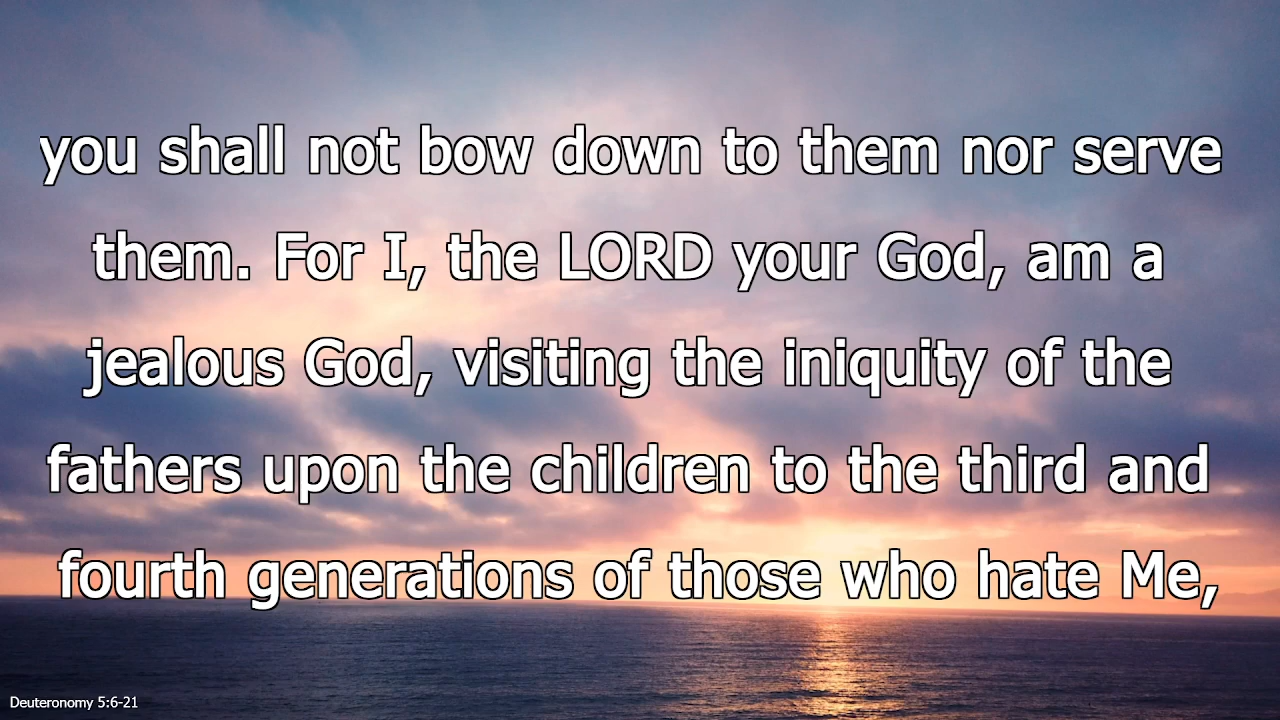 you shall not bow down to them nor serve
them. For I, the LORD your God, am a
jealous God, visiting the iniquity of the
fathers upon the children to the third and
fourth generations of those who hate Me,
Deuteronomy 5:6-21